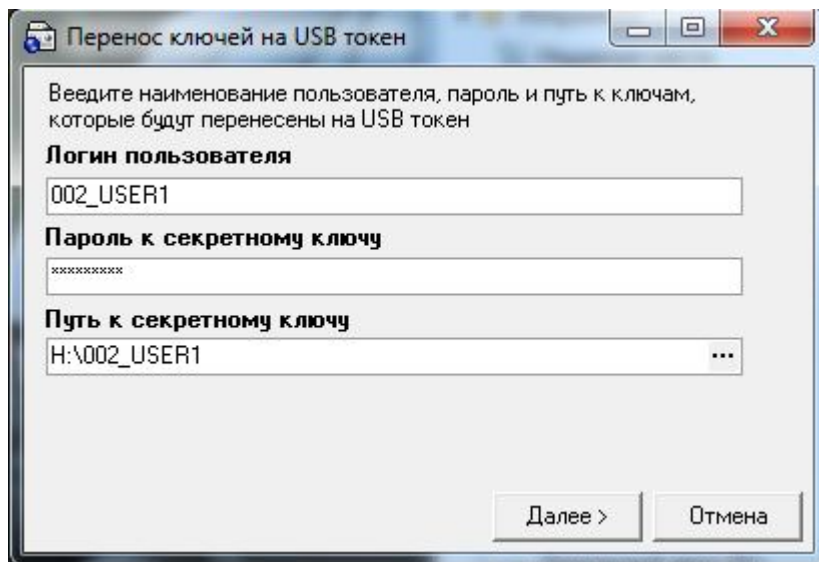 Перенос ключей на USB токен
Веедите наименование пользователя, пароль и путь к ключам,
которые будут перенесены на USB токен
Логин пользователя
002_USER1
Пароль к секретному ключу
*********
Путь к секретному ключу
H:\002_USER1
...
Далее >
Отмена